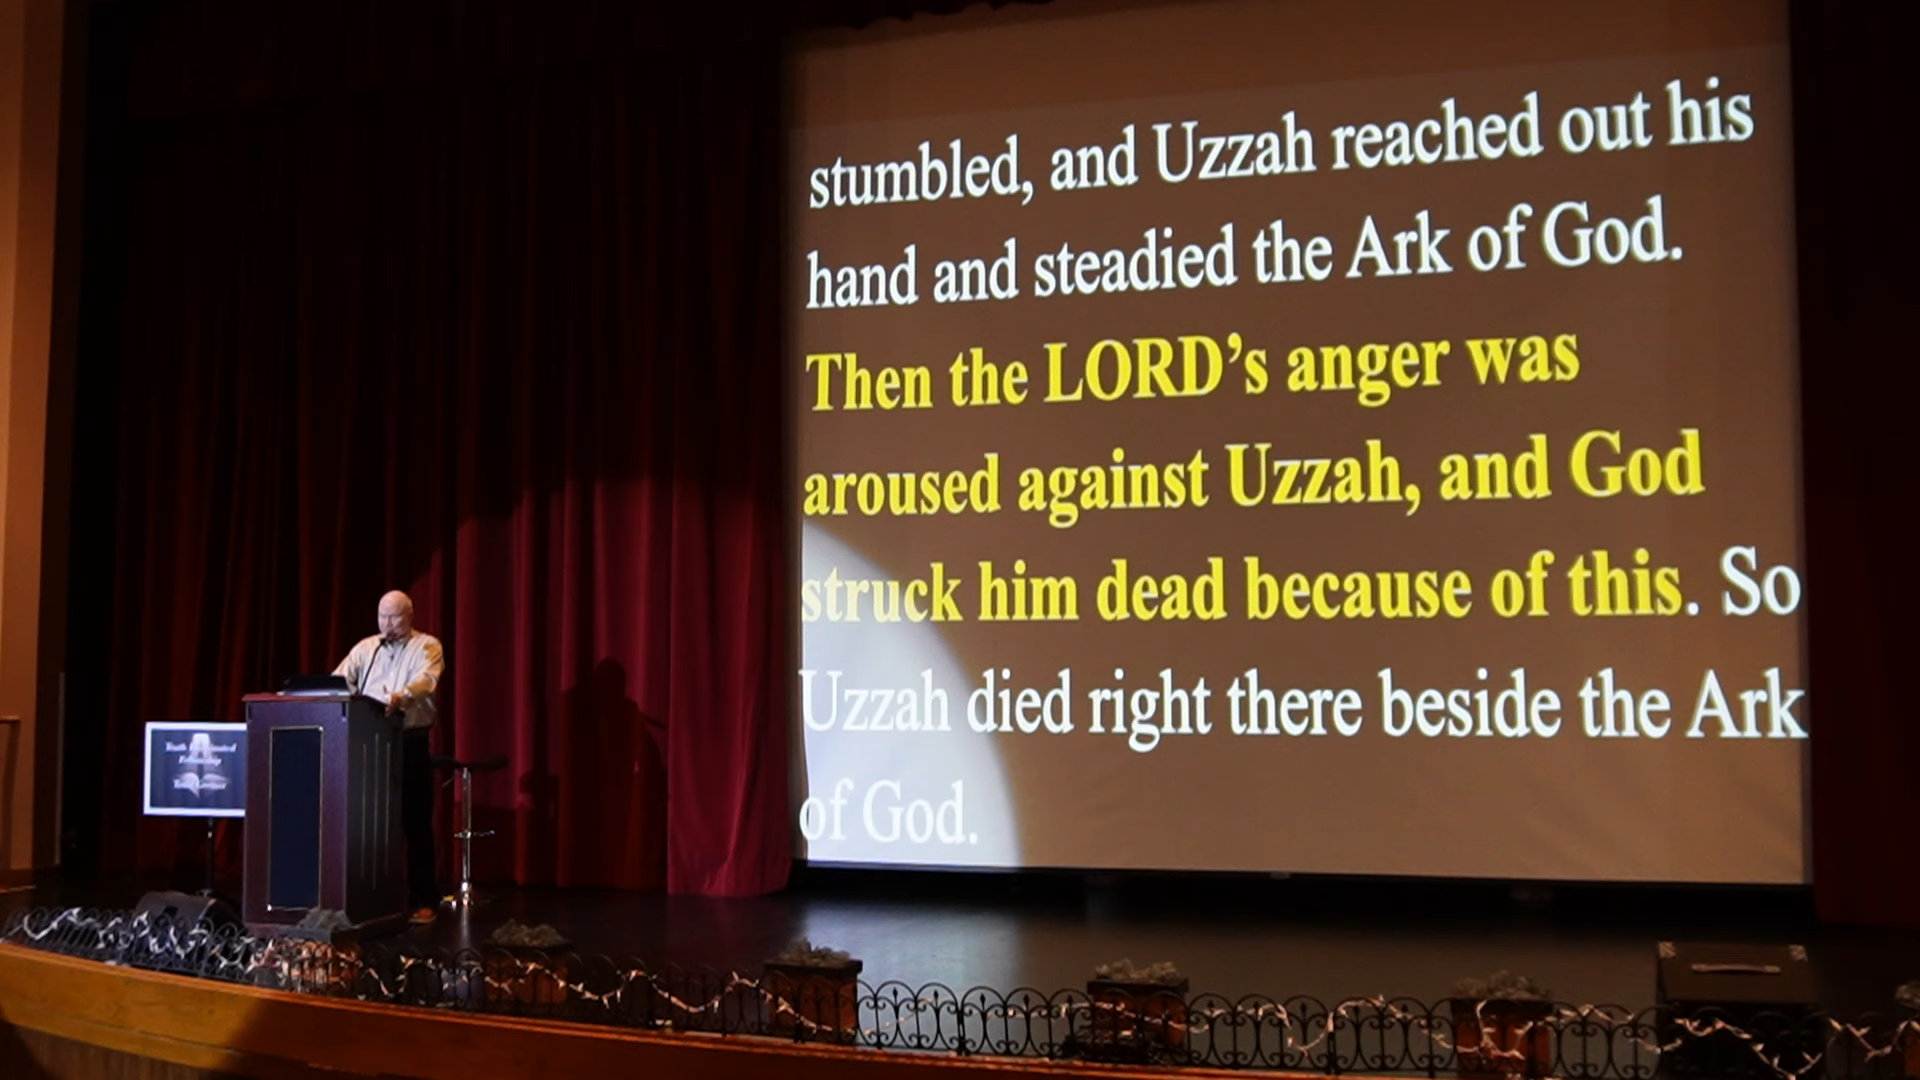 stumbled, and Uzzah reached out his
hand and steadied the Ark of God.
Then the LORD’s anger was
aroused against Uzzah, and God
struck him dead because of this. So
Uzzah died right there beside the Ark
of God.
Truth
Fellowship